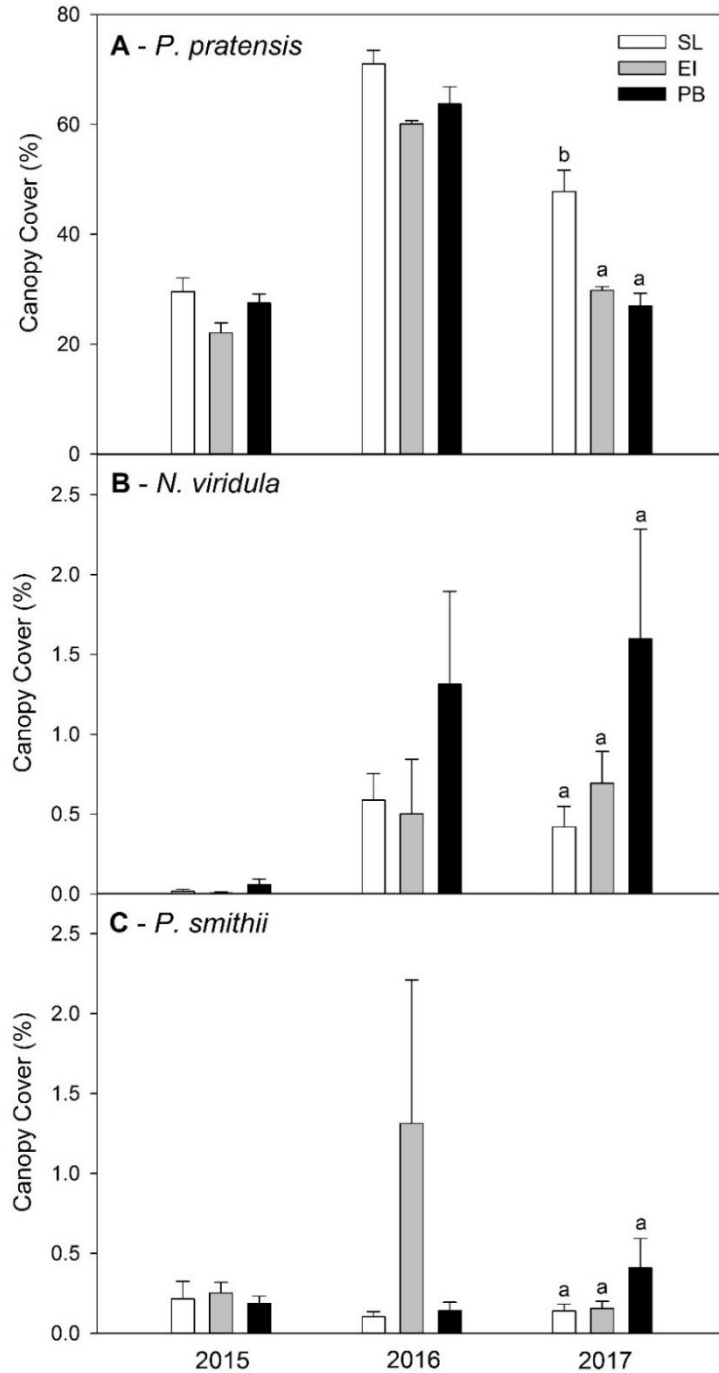 A - P. pratensis
SL
EI
PB
Canopy Cover (%)
80
60
40
20
0
b
a
a
B - N. viridula
Canopy Cover (%)
2.5
2.0
1.5
1.0
0.5
0.0
a
a
a
C - P. smithii
Canopy Cover (%)
2.5
2.0
1.5
1.0
0.5
0.0
a
a
a
2015
2016
2017